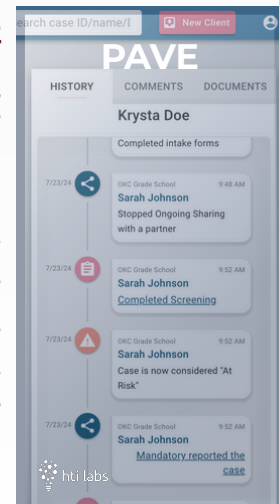 earch case ID/name/I
New Client
PAVE
HISTORY COMMENTS DOCUMENTS
Krysta Doe
Completed intake forms
7/23/24
OKC Grade School 9:48 AM
Sarah Johnson
Stopped Ongoing Sharing
with a partner
7/23/24
OKC Grade School 9:52 AM
Sarah Johnson
Completed Screening
7/23/24
OKC Grade School 9:52 AM
Sarah Johnson
Case is now considered "At
Risk"
7/23/24
OKC Grade School 9:52 AM
Sarah Johnson
Mandatory reported the
case
hti labs